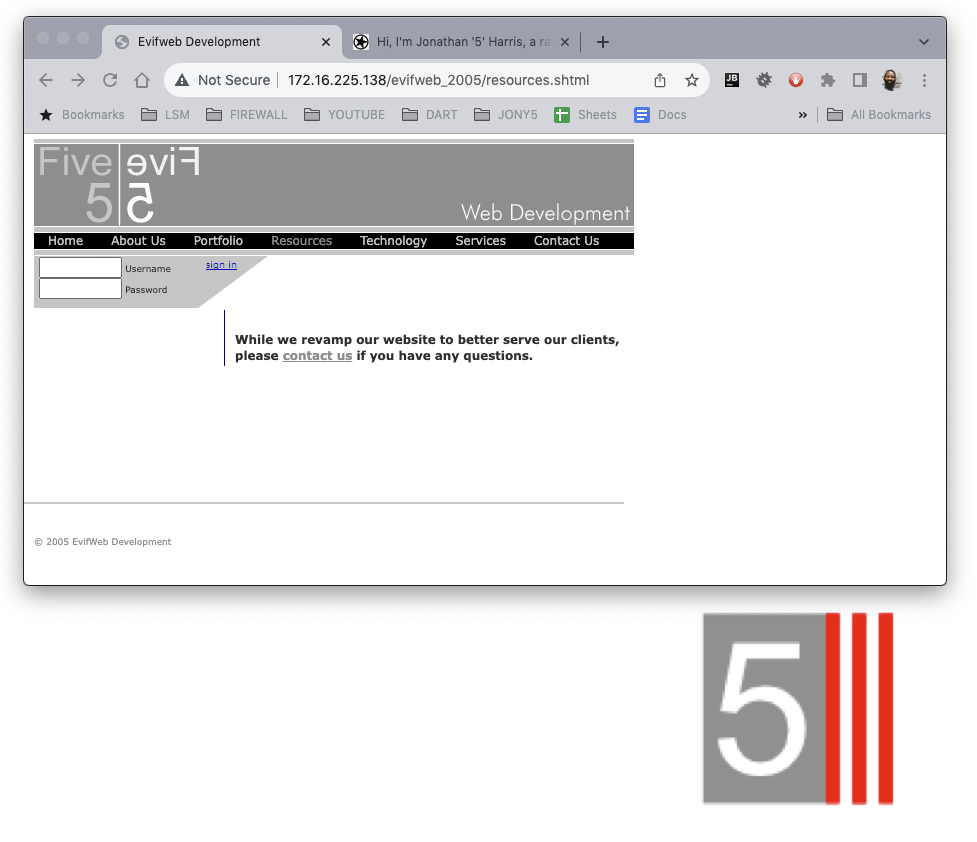 Evifweb Development
Hi, I'm Jonathan '5' Harris, a ra
Not Secure 172.16.225.138/evifweb_2005/resources.shtml
JB
Bookmarks LSM FIREWALL YOUTUBE DART JONY5 Sheets Docs » All Bookmarks
Five Five
5 5
Web Development
Home About Us Portfolio Resources Technology Services Contact Us
Username sign in
Password
While we revamp our website to better serve our clients,
please contact us if you have any questions.
© 2005 EvifWeb Development
5